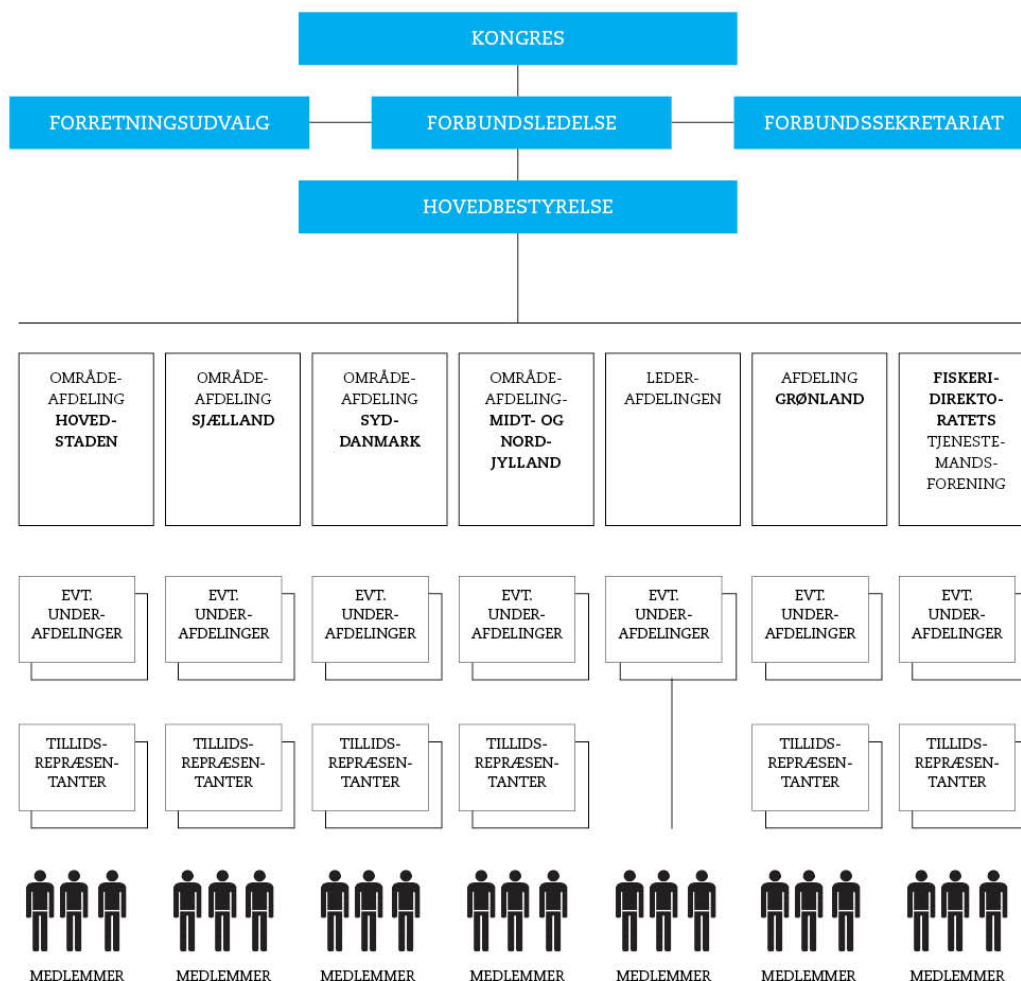 KONGRES
FORRETNINGSUDVALG
FORBUNDSLEDELSE
FORBUNDSSEKRETARIAT
HOVEDBESTYRELSE
OMRÅDE-
AFDELING
HOVED-
STADEN
OMRÅDE-
AFDELING
SJÆLLAND
OMRÅDE-
AFDELING
SYD-
DANMARK
OMRÅDE-
AFDELING-
MIDT- OG
NORD-
JYLLAND
LEDER-
AFDELINGEN
AFDELING
GRØNLAND
FISKERI-
DIREKTO-
RATETS
TJENESTE-
MANDS-
FORENING
EVT.
UNDER-
AFDELINGER
EVT.
UNDER-
AFDELINGER
EVT.
UNDER-
AFDELINGER
EVT.
UNDER-
AFDELINGER
EVT.
UNDER-
AFDELINGER
EVT.
UNDER-
AFDELINGER
EVT.
UNDER-
AFDELINGER
TILLIDS-
REPRÆSEN-
TANTER
TILLIDS-
REPRÆSEN-
TANTER
TILLIDS-
REPRÆSEN-
TANTER
TILLIDS-
REPRÆSEN-
TANTER
TILLIDS-
REPRÆSEN-
TANTER
TILLIDS-
REPRÆSEN-
TANTER
MEDLEMMER
MEDLEMMER
MEDLEMMER
MEDLEMMER
MEDLEMMER
MEDLEMMER
MEDLEMMER